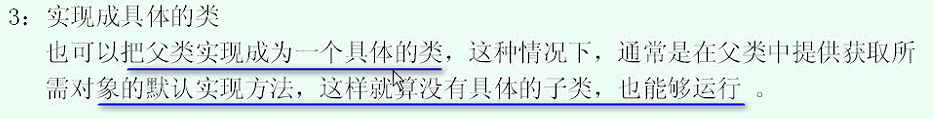 3：实现成具体的类
也可以把父类实现成为一个具体的类，这种情况下，通常是在父类中提供获取所
需对象的默认实现方法，这样就算没有具体的子类，也能够运行 。